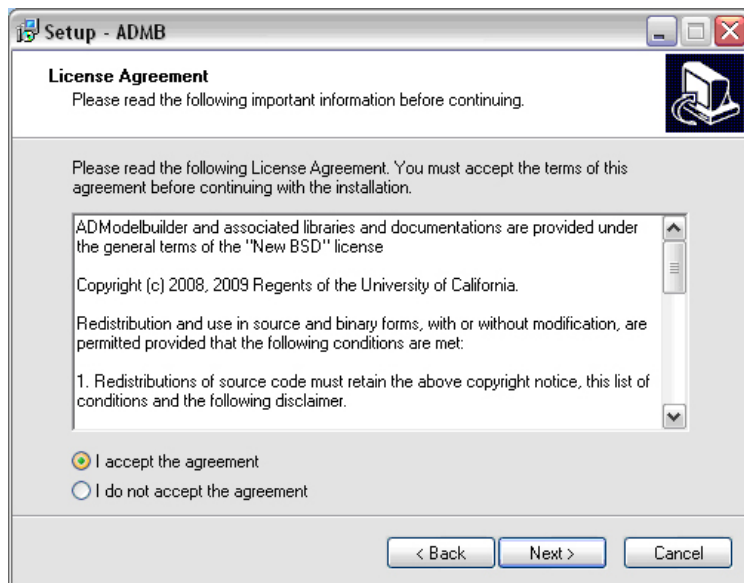 Setup - ADMB
License Agreement
Please read the following important information before continuing.
Please read the following License Agreement. You must accept the terms of this
agreement before continuing with the installation.
ADModelbuilder and associated libraries and documentations are provided under
the general terms of the "New BSD" license
Copyright (c) 2008, 2009 Regents of the University of California.
Redistribution and use in source and binary forms, with or without modification, are
permitted provided that the following conditions are met:
1. Redistributions of source code must retain the above copyright notice, this list of
conditions and the following disclaimer.
I accept the agreement
I do not accept the agreement
< Back Next > Cancel